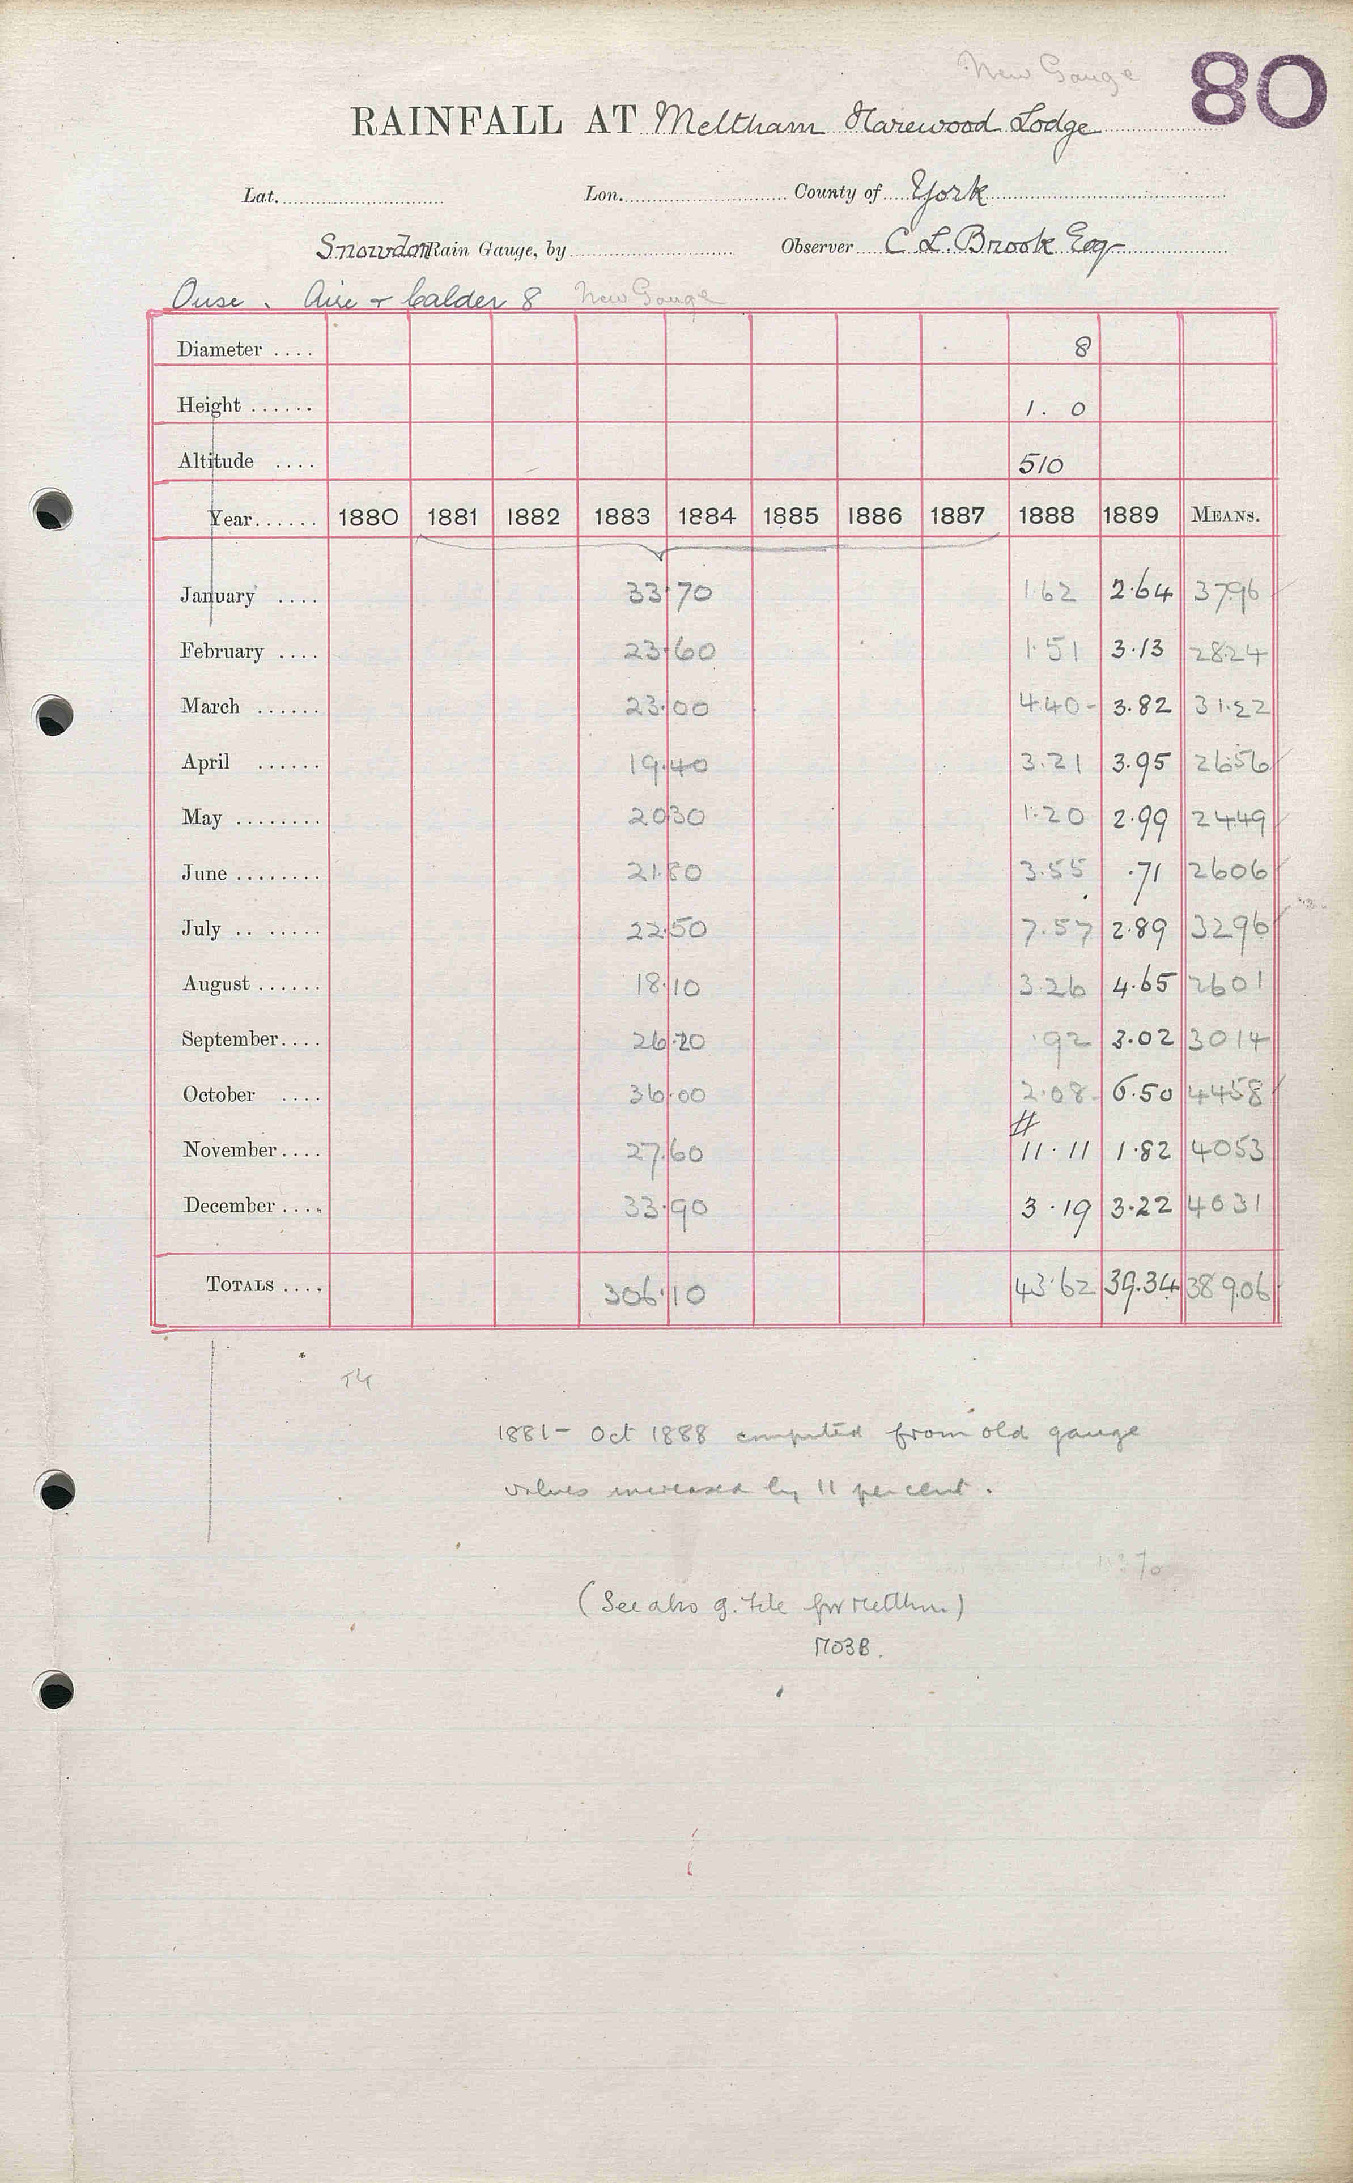 New Gauge
80
RAINFALL AT Meltham Harewood Lodge
Lat. Lon. County of York
Snowdon Rain Gauge, by Observer C. L. Brook Esq
Ouse. Aire + Calder 8 New Gauge
Diameter .... 8
Height ...... 1. 0
Altitude .... 510
Year...... 1880 1881 1882 1883 1884 1885 1886 1887 1888 1889 MEANS.
January .... 33.70 1.62 2.64 37.96
February .... 23.60 1.51 3.13 28.24
March ...... 23.00 4.40 3.82 31.22
April ...... 19.40 3.21 3.95 26.56
May ........ 2030 1.20 2.99 2449
June ........ 21.80 3.55 .71 2606
July .. ..... 22.50 7.57 2.89 3296
August ...... 18.10 3.26 4.65 2601
September.... 26.20 .92 3.02 3014
October .... 36.00 2.08 6.50 4458
#
November.... 27.60 11.11 1.82 4053
December .... 33.90 3.19 3.22 4031
TOTALS .... 306.10 43.62 39.34 389.06
1881 - Oct 1888 computed from old gauge
values increased by 11 per cent.
(See also g. file for Meltham)